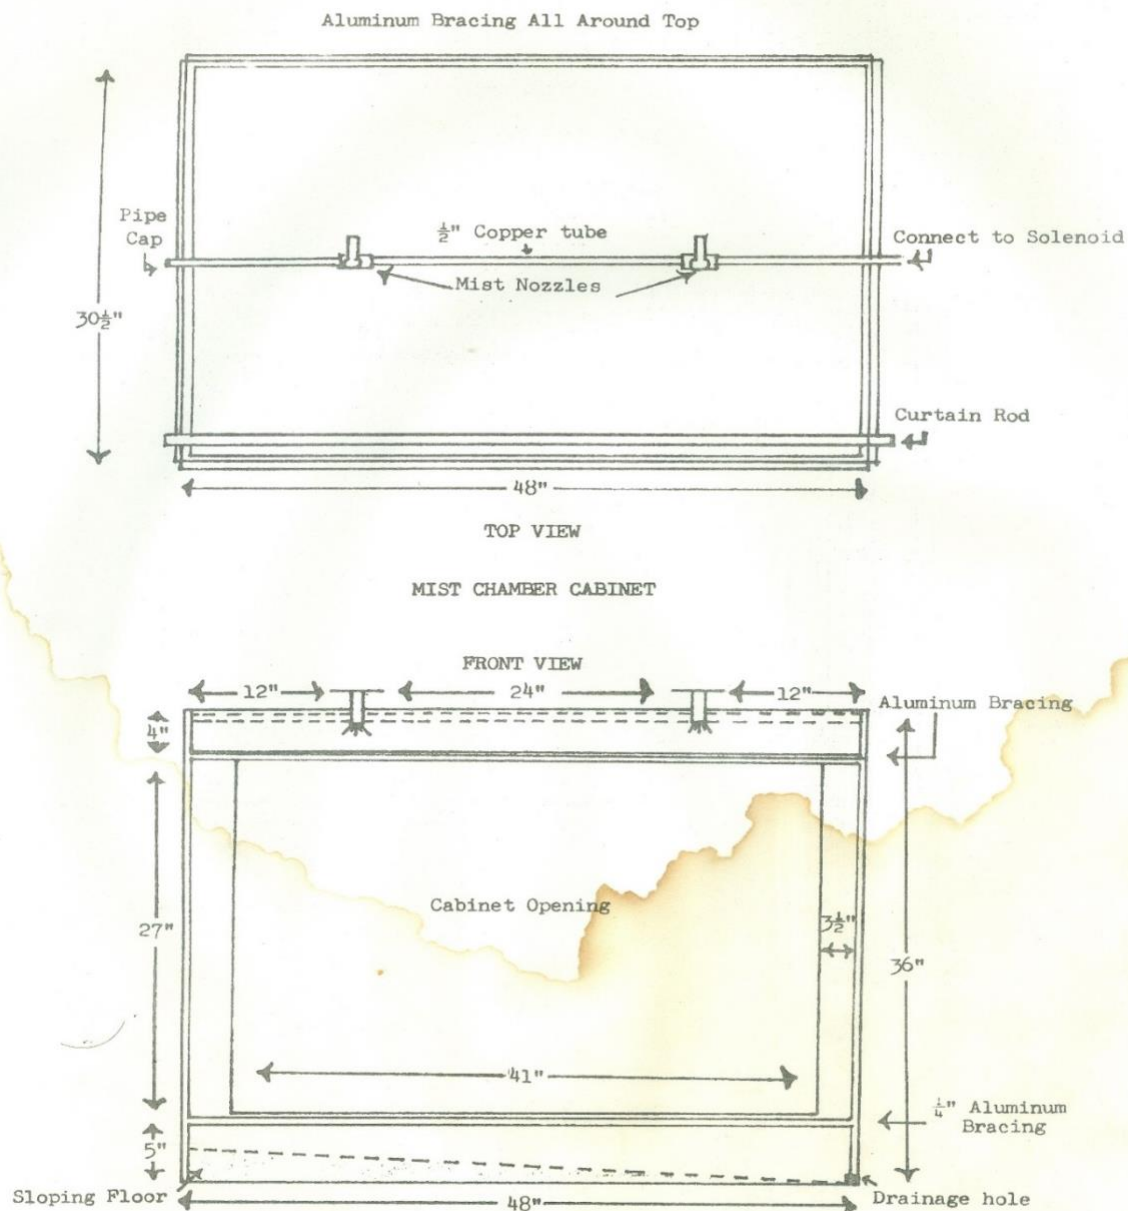 Aluminum Bracing All Around Top
Pipe
Cap
½" Copper tube
Connect to Solenoid
Mist Nozzles
30½"
Curtain Rod
48"
TOP VIEW
MIST CHAMBER CABINET
FRONT VIEW
12"
24"
12"
Aluminum Bracing
4"
Cabinet Opening
27"
3½"
36"
41"
¼" Aluminum
Bracing
5"
Sloping Floor
48"
Drainage hole